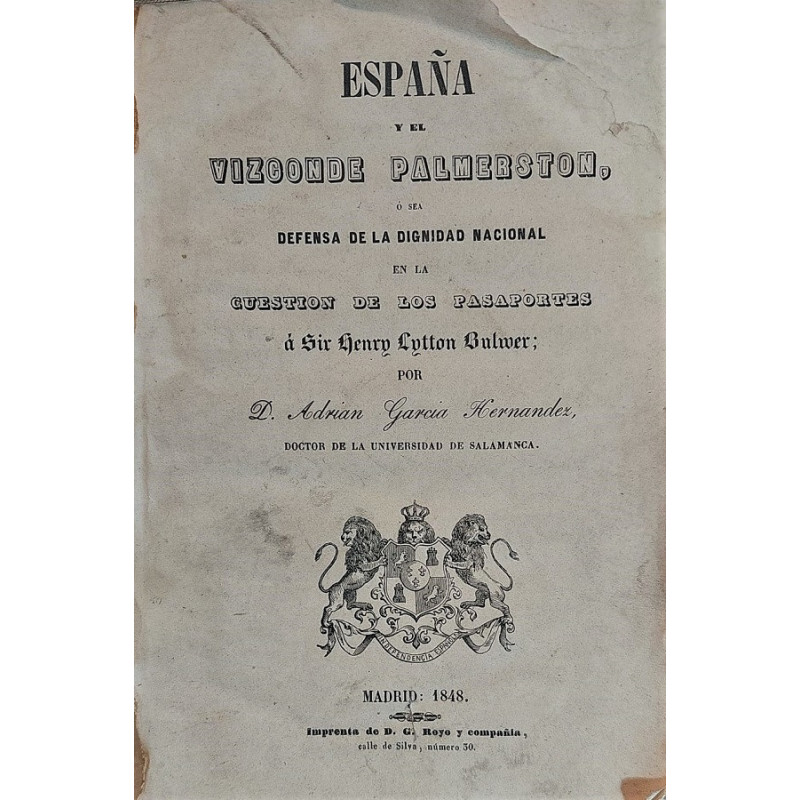 ESPAÑA
Y EL
VIZCONDE PALMERSTON,
Ó SEA
DEFENSA DE LA DIGNIDAD NACIONAL
EN LA
CUESTION DE LOS PASAPORTES
á Sir Henry Lytton Bulwer;
POR
D. Adrian Garcia Hernandez,
DOCTOR DE LA UNIVERSIDAD DE SALAMANCA.
INDEPENDENCIA ESPAÑOLA
MADRID: 1848.
Imprenta de D. G. Royo y compañia,
calle de Silva, número 30.